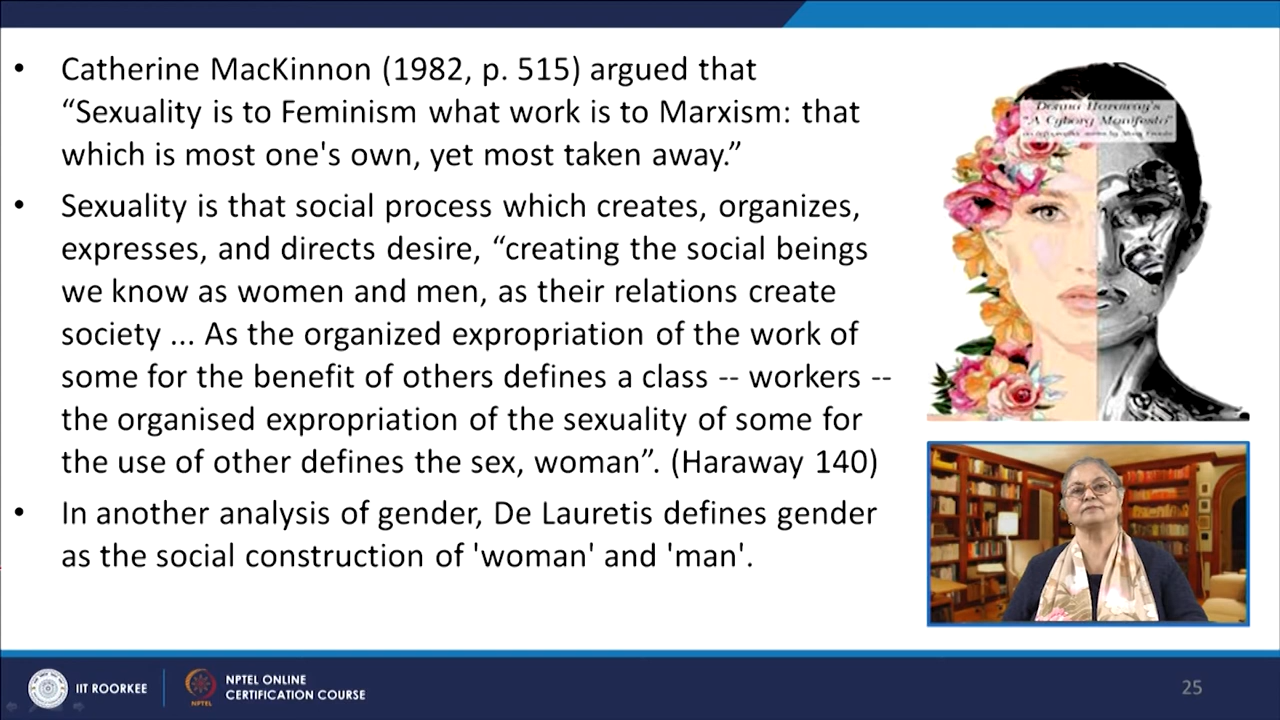 • Catherine MacKinnon (1982, p. 515) argued that
“Sexuality is to Feminism what work is to Marxism: that
which is most one's own, yet most taken away.”
• Sexuality is that social process which creates, organizes,
expresses, and directs desire, “creating the social beings
we know as women and men, as their relations create
society ... As the organized expropriation of the work of
some for the benefit of others defines a class -- workers --
the organised expropriation of the sexuality of some for
the use of other defines the sex, woman”. (Haraway 140)
• In another analysis of gender, De Lauretis defines gender
as the social construction of 'woman' and 'man'.
Donna Haraway's
"A Cyborg Manifesto"
IIT ROORKEE
NPTEL
NPTEL ONLINE
CERTIFICATION COURSE
25